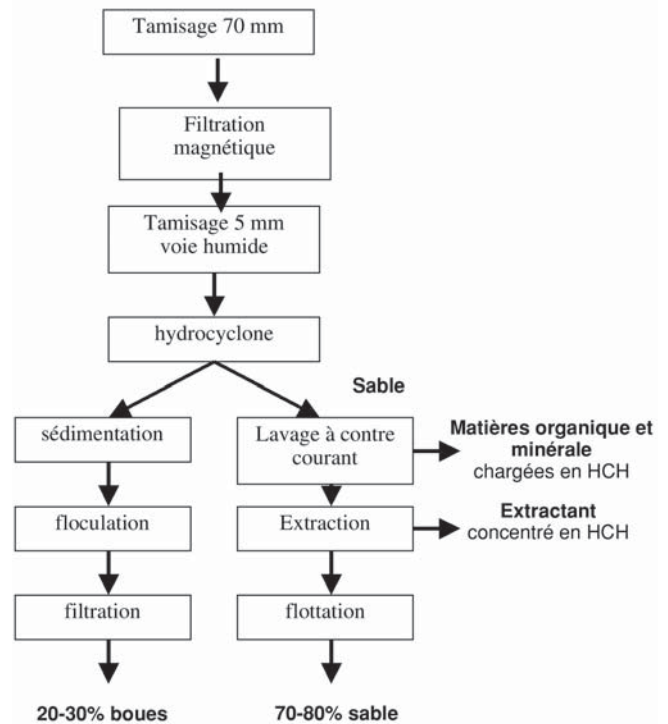 Tamisage 70 mm
Filtration
magnétique
Tamisage 5 mm
voie humide
hydrocyclone
Sable
sédimentation
Lavage à contre
courant
Matières organique et
minérale
chargées en HCH
floculation
Extraction
Extractant
concentré en HCH
filtration
flottation
20-30% boues
70-80% sable